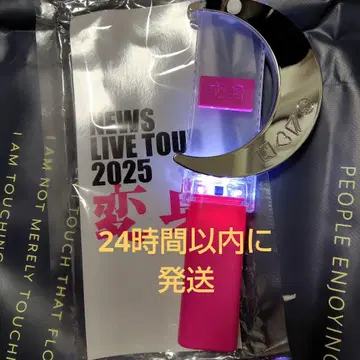 NEWS
LIVE TOU
2025
変身
24時間以内に
発送
PEOPLE ENJOYING
I AM NOT MERELY TOUCH
I AM TOUCHING
TOUCH THAT FLO